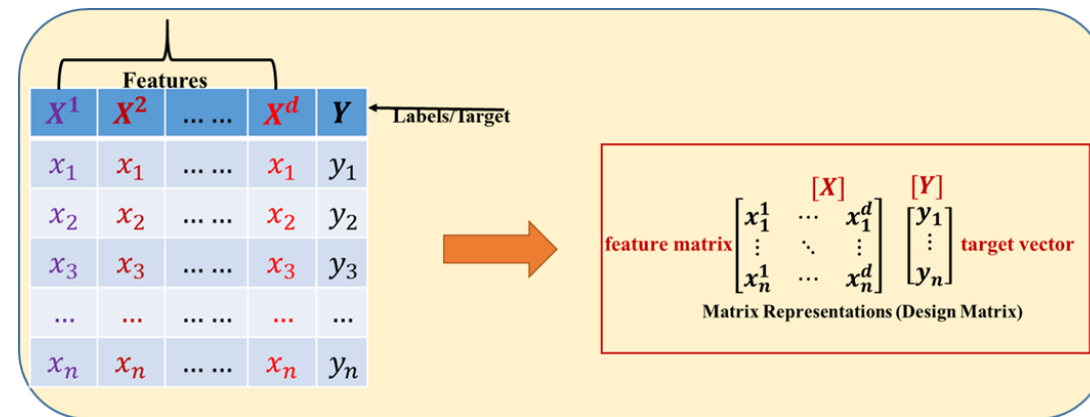 Features
X¹ X² ... ... Xᵈ Y
Labels/Target
x₁ x₁ ... ... x₁ y₁
x₂ x₂ ... ... x₂ y₂
x₃ x₃ ... ... x₃ y₃
... ... ... ... ... ...
xₙ xₙ ... ... xₙ yₙ
[X] [Y]
x₁¹ ⋯ x₁ᵈ y₁
feature matrix ⋮ ⋱ ⋮ ⋮ target vector
xₙ¹ ⋯ xₙᵈ yₙ
Matrix Representations (Design Matrix)